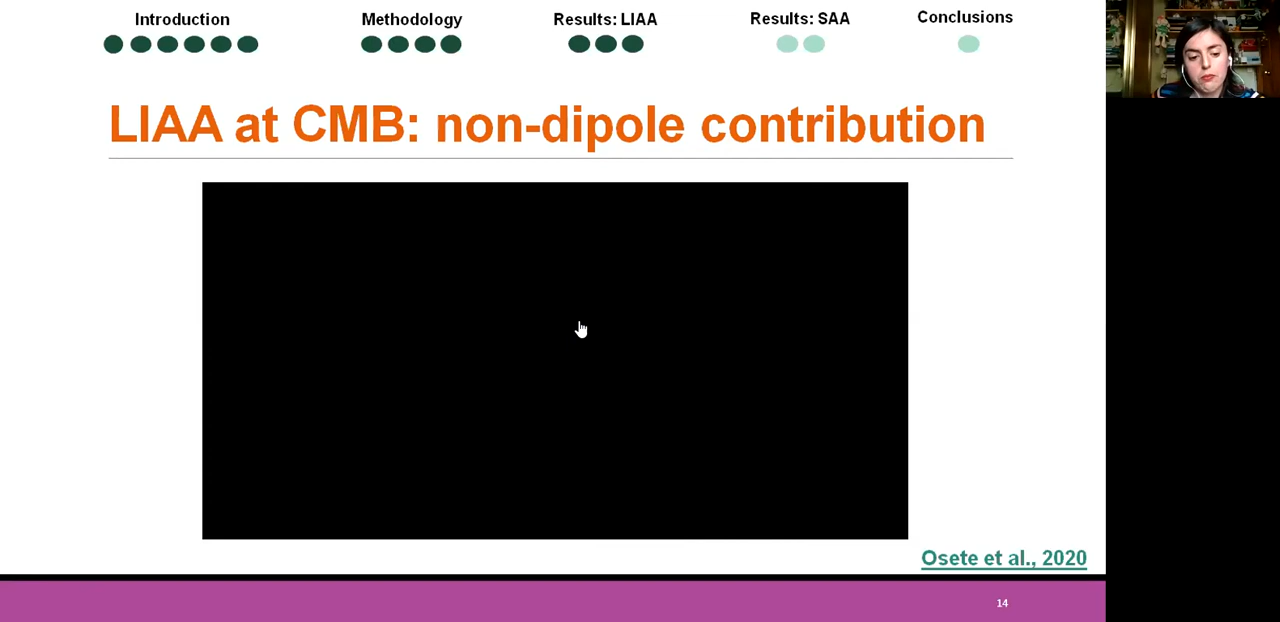 Introduction
Methodology
Results: LIAA
Results: SAA
Conclusions
LIAA at CMB: non-dipole contribution
Osete et al., 2020
14